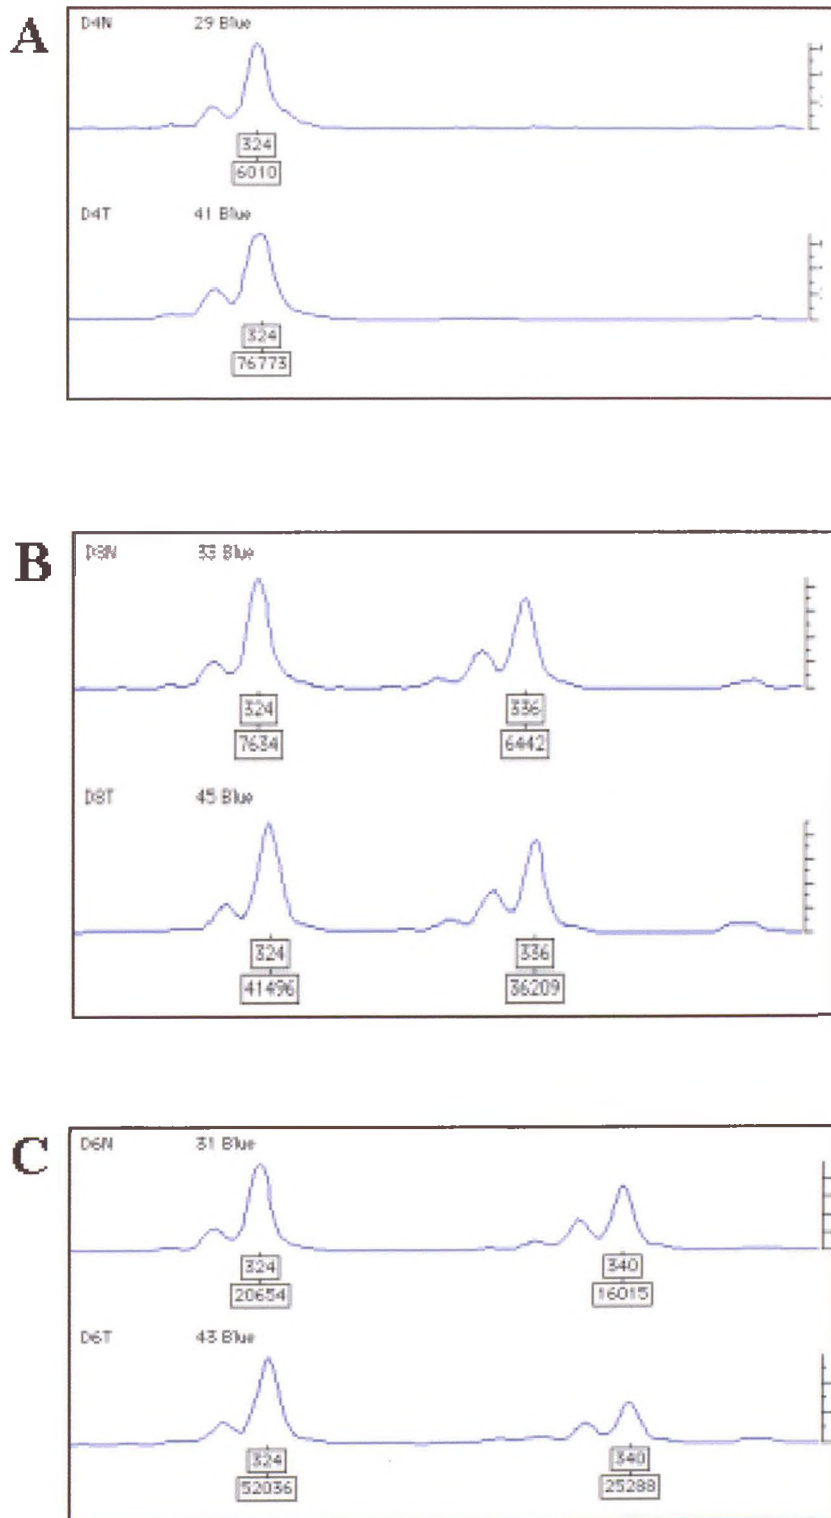 A
D4N 29 Blue
324
6010
D4T 41 Blue
324
76773
B
D8N 33 Blue
324 336
7634 6442
D8T 45 Blue
324 336
41496 36209
C
D6N 31 Blue
324 340
20654 16015
D6T 43 Blue
324 340
52036 25288